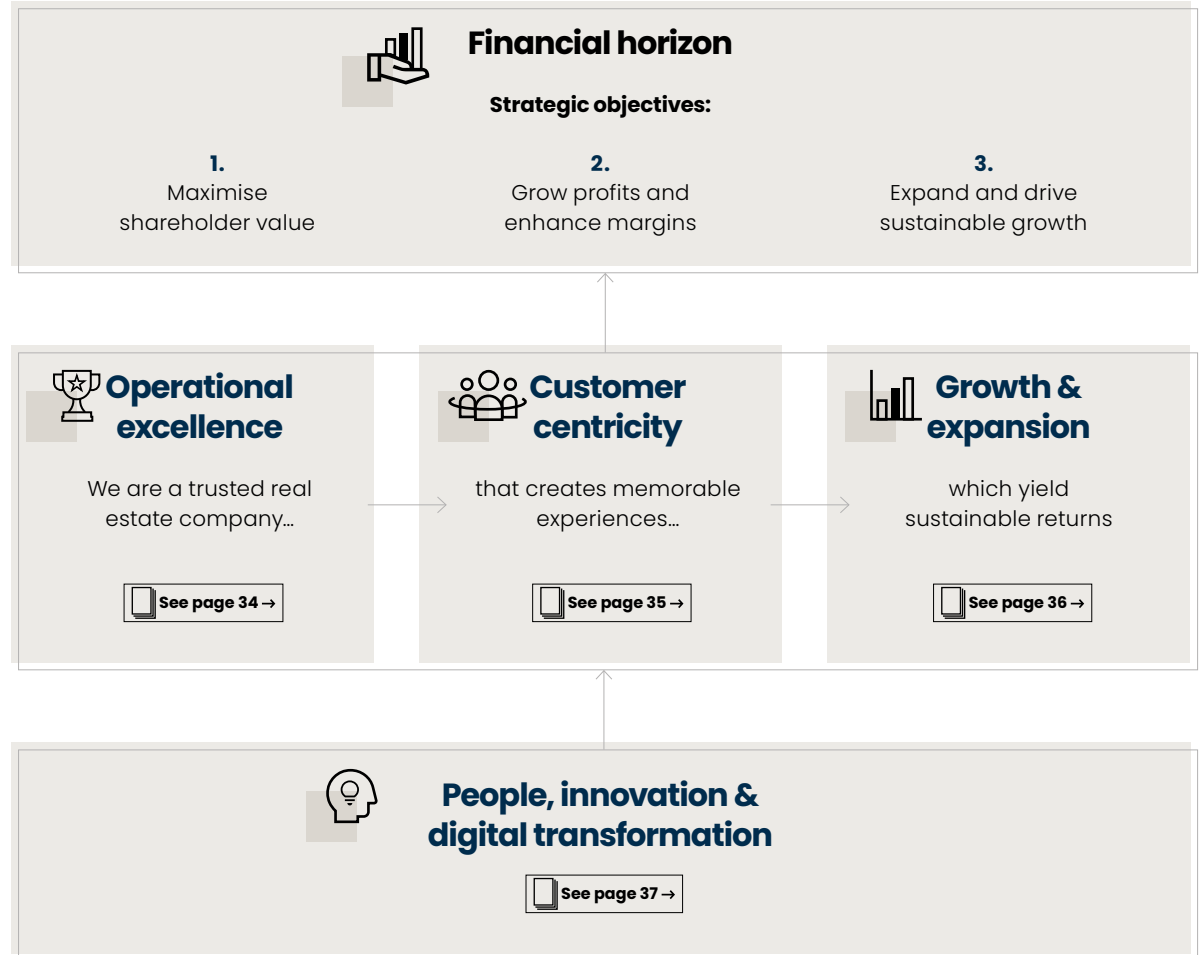 Financial horizon
Strategic objectives:
1.
Maximise
shareholder value
2.
Grow profits and
enhance margins
3.
Expand and drive
sustainable growth
Operational
excellence
We are a trusted real
estate company...
See page 34 →
Customer
centricity
that creates memorable
experiences...
See page 35 →
Growth &
expansion
which yield
sustainable returns
See page 36 →
People, innovation &
digital transformation
See page 37 →